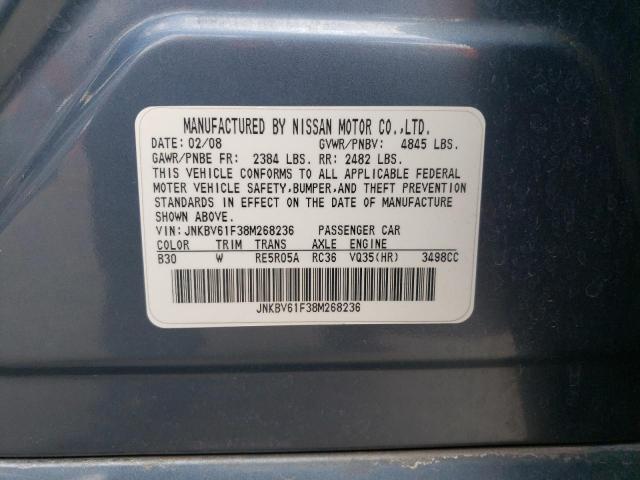 MANUFACTURED BY NISSAN MOTOR CO.,LTD.
DATE: 02/08 GVWR/PNBV: 4845 LBS.
GAWR/PNBE FR: 2384 LBS. RR: 2482 LBS.
THIS VEHICLE CONFORMS TO ALL APPLICABLE FEDERAL
MOTER VEHICLE SAFETY, BUMPER, AND THEFT PREVENTION
STANDARDS IN EFFECT ON THE DATE OF MANUFACTURE
SHOWN ABOVE.
VIN: JNKBV61F38M268236 PASSENGER CAR
COLOR TRIM TRANS AXLE ENGINE
B30 W RE5R05A RC36 VQ35(HR) 3498CC
JNKBV61F38M268236